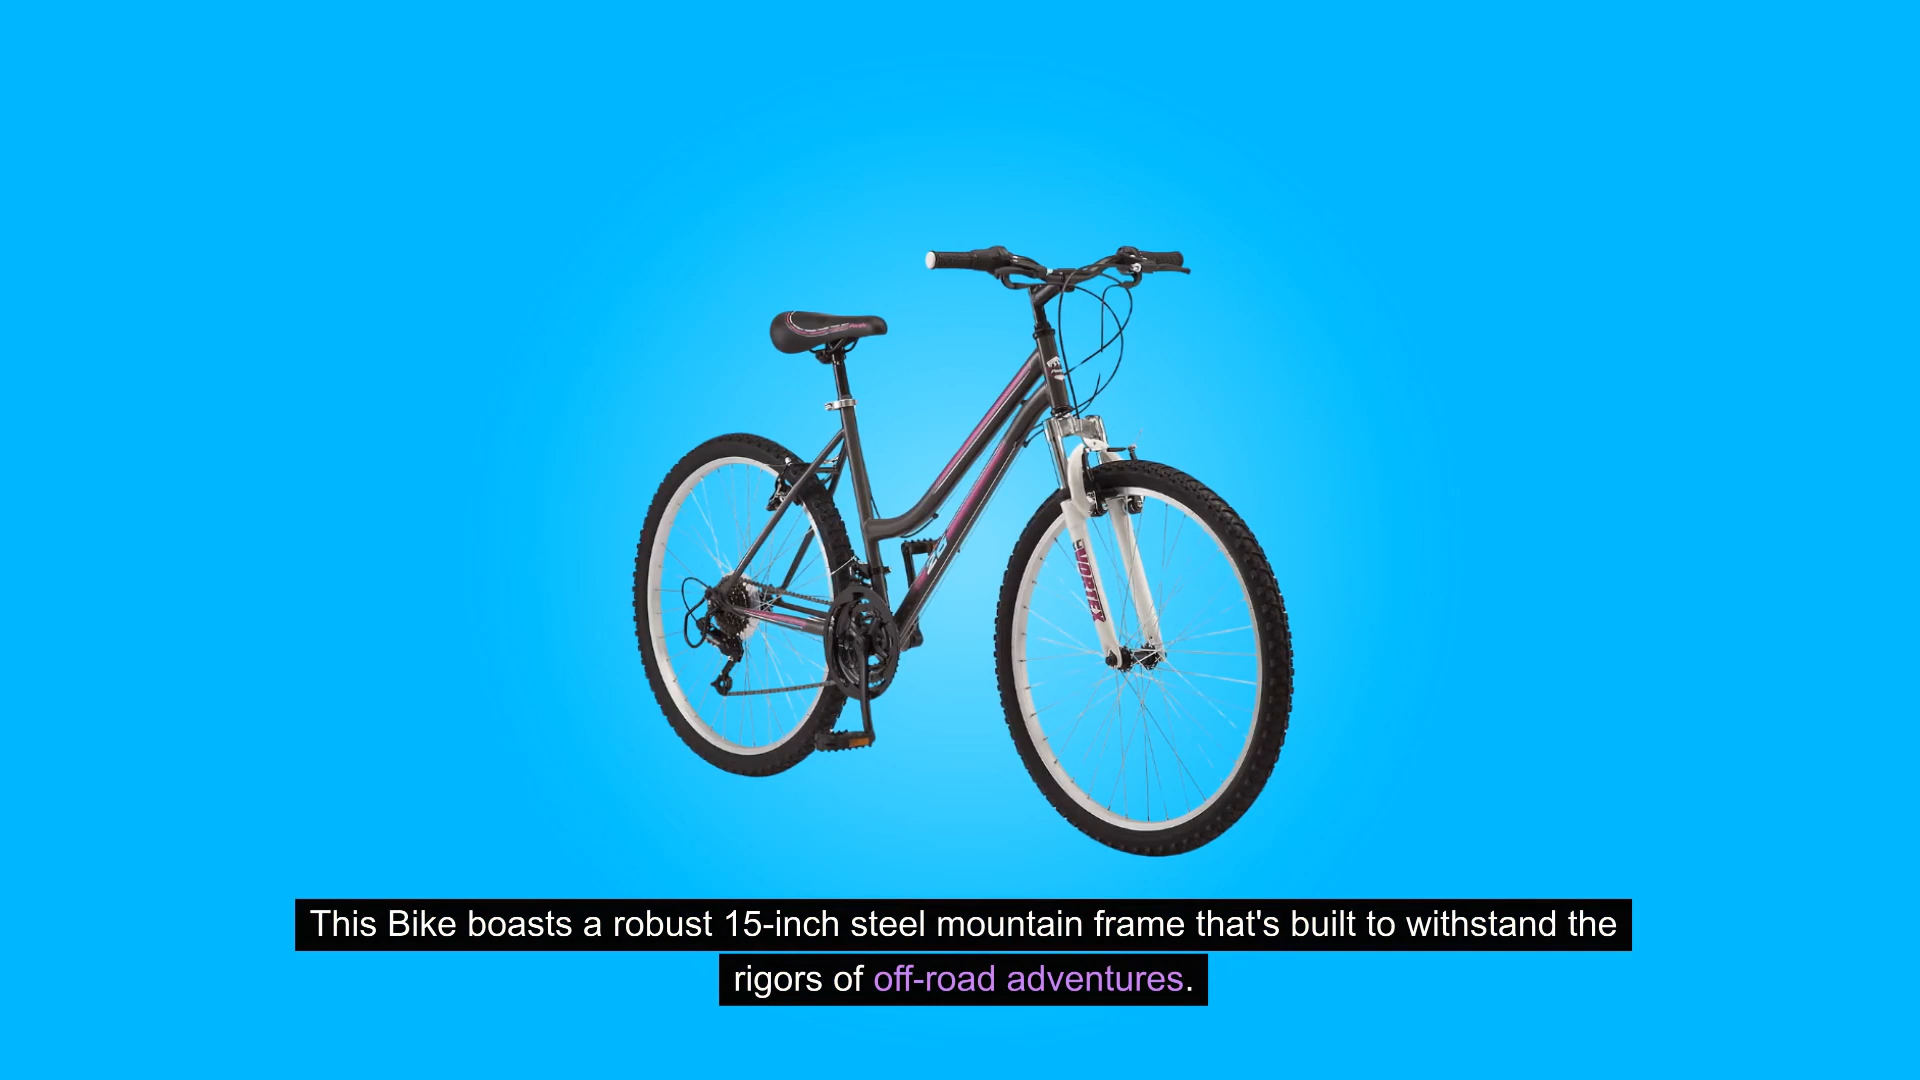 VORTEX
This Bike boasts a robust 15-inch steel mountain frame that's built to withstand the
rigors of off-road adventures.